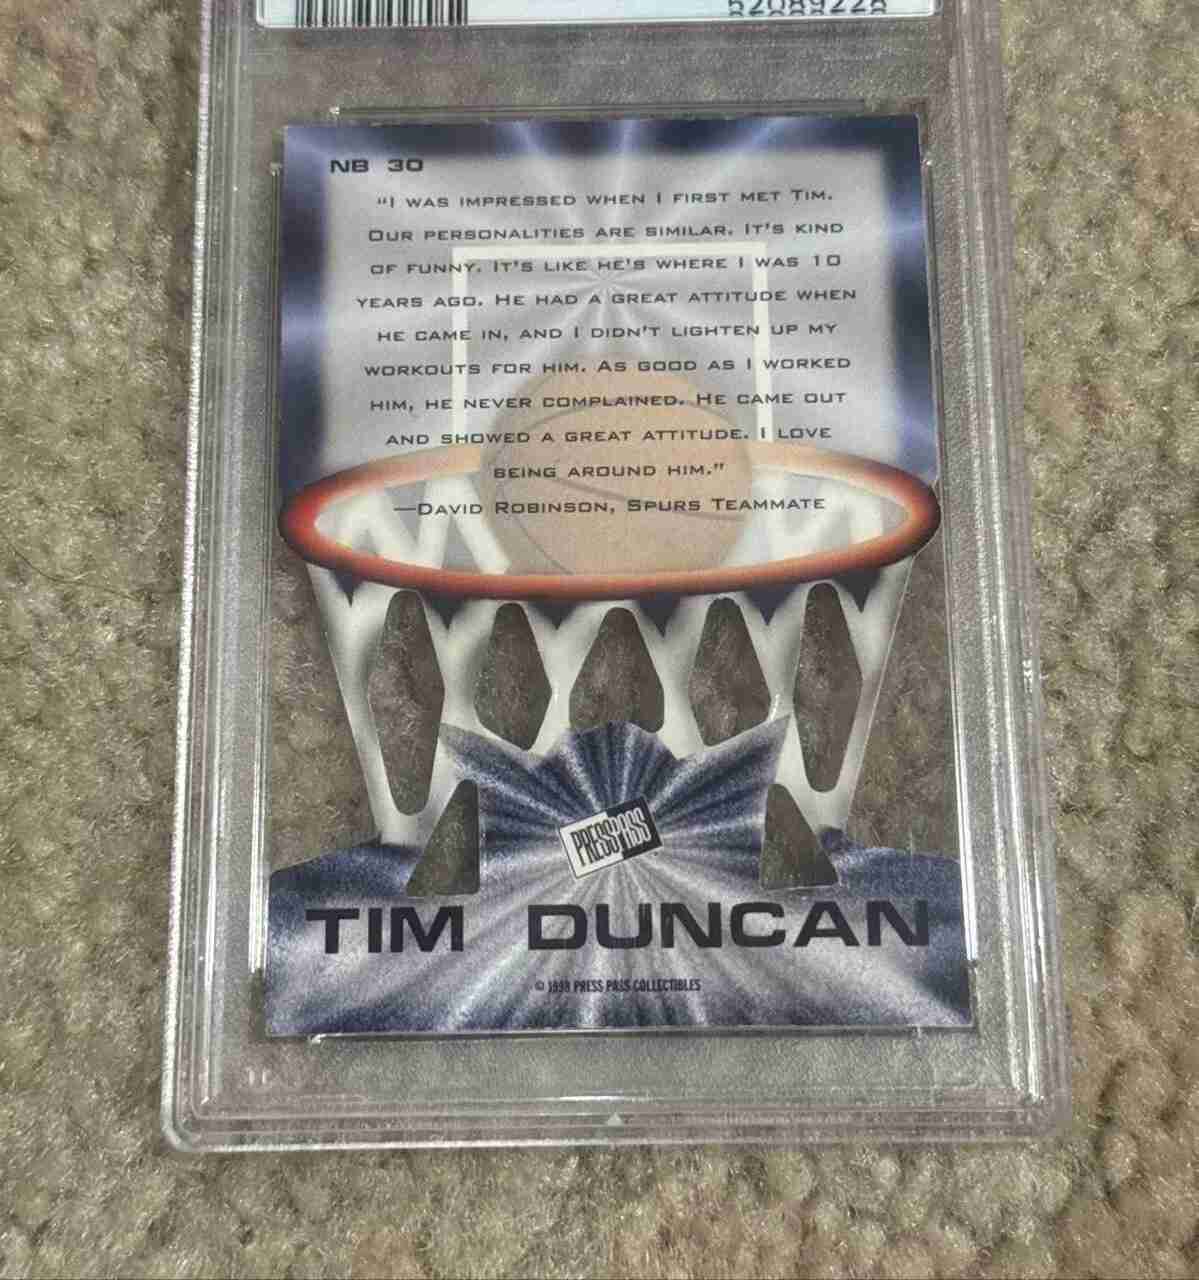 62089228
NB 30
"I WAS IMPRESSED WHEN I FIRST MET TIM.
OUR PERSONALITIES ARE SIMILAR. IT'S KIND
OF FUNNY. IT'S LIKE HE'S WHERE I WAS 10
YEARS AGO. HE HAD A GREAT ATTITUDE WHEN
HE CAME IN, AND I DIDN'T LIGHTEN UP MY
WORKOUTS FOR HIM. AS GOOD AS I WORKED
HIM, HE NEVER COMPLAINED. HE CAME OUT
AND SHOWED A GREAT ATTITUDE. I LOVE
BEING AROUND HIM."
—DAVID ROBINSON, SPURS TEAMMATE
PRESS PASS
TIM DUNCAN
© 1998 PRESS PASS COLLECTIBLES